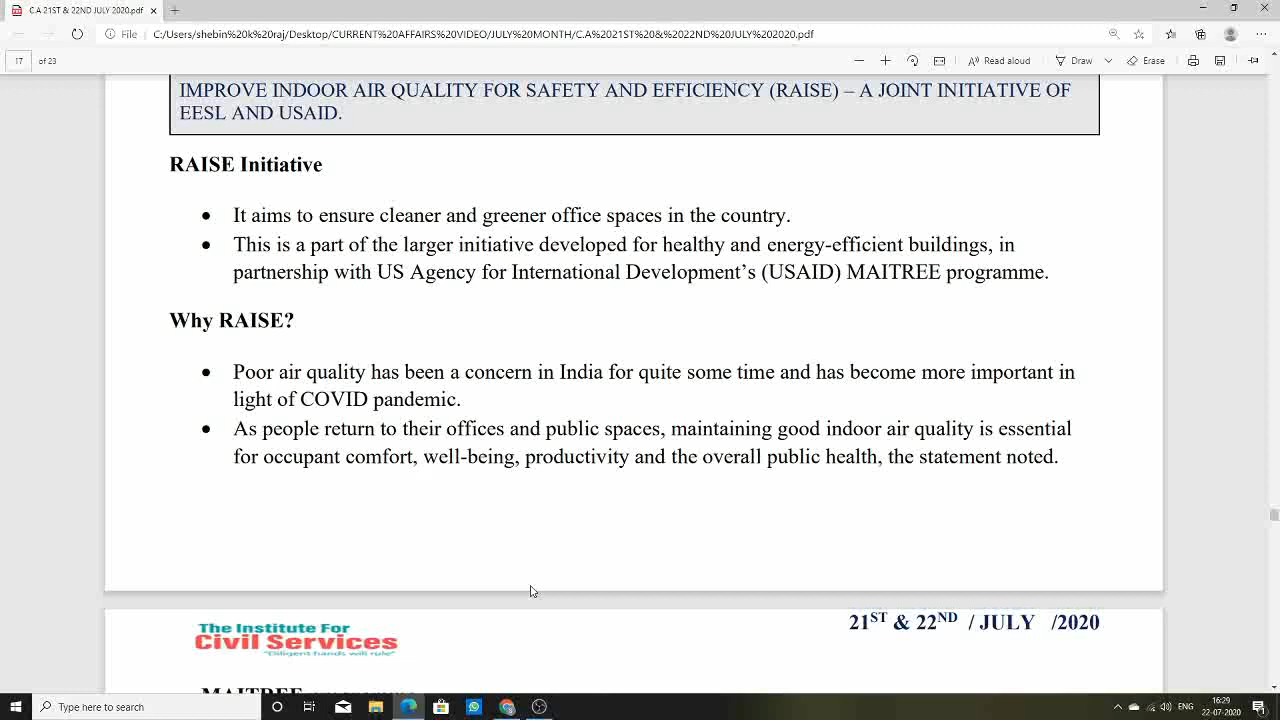 C.A 21ST & 22ND JULY 2020.pdf
File C:/Users/shebin%20k%20raj/Desktop/CURRENT%20AFFAIRS%20VIDEO/JULY%20MONTH/C.A%2021ST%20&%2022ND%20JULY%202020.pdf
17 of 23 Read aloud Draw Erase
IMPROVE INDOOR AIR QUALITY FOR SAFETY AND EFFICIENCY (RAISE) – A JOINT INITIATIVE OF
EESL AND USAID.
RAISE Initiative
• It aims to ensure cleaner and greener office spaces in the country.
• This is a part of the larger initiative developed for healthy and energy-efficient buildings, in
partnership with US Agency for International Development’s (USAID) MAITREE programme.
Why RAISE?
• Poor air quality has been a concern in India for quite some time and has become more important in
light of COVID pandemic.
• As people return to their offices and public spaces, maintaining good indoor air quality is essential
for occupant comfort, well-being, productivity and the overall public health, the statement noted.
21ST & 22ND / JULY /2020
The Institute For
Civil Services
"Diligent hands will rule"
MAITREE
Type here to search
ENG
16:29
22-07-2020